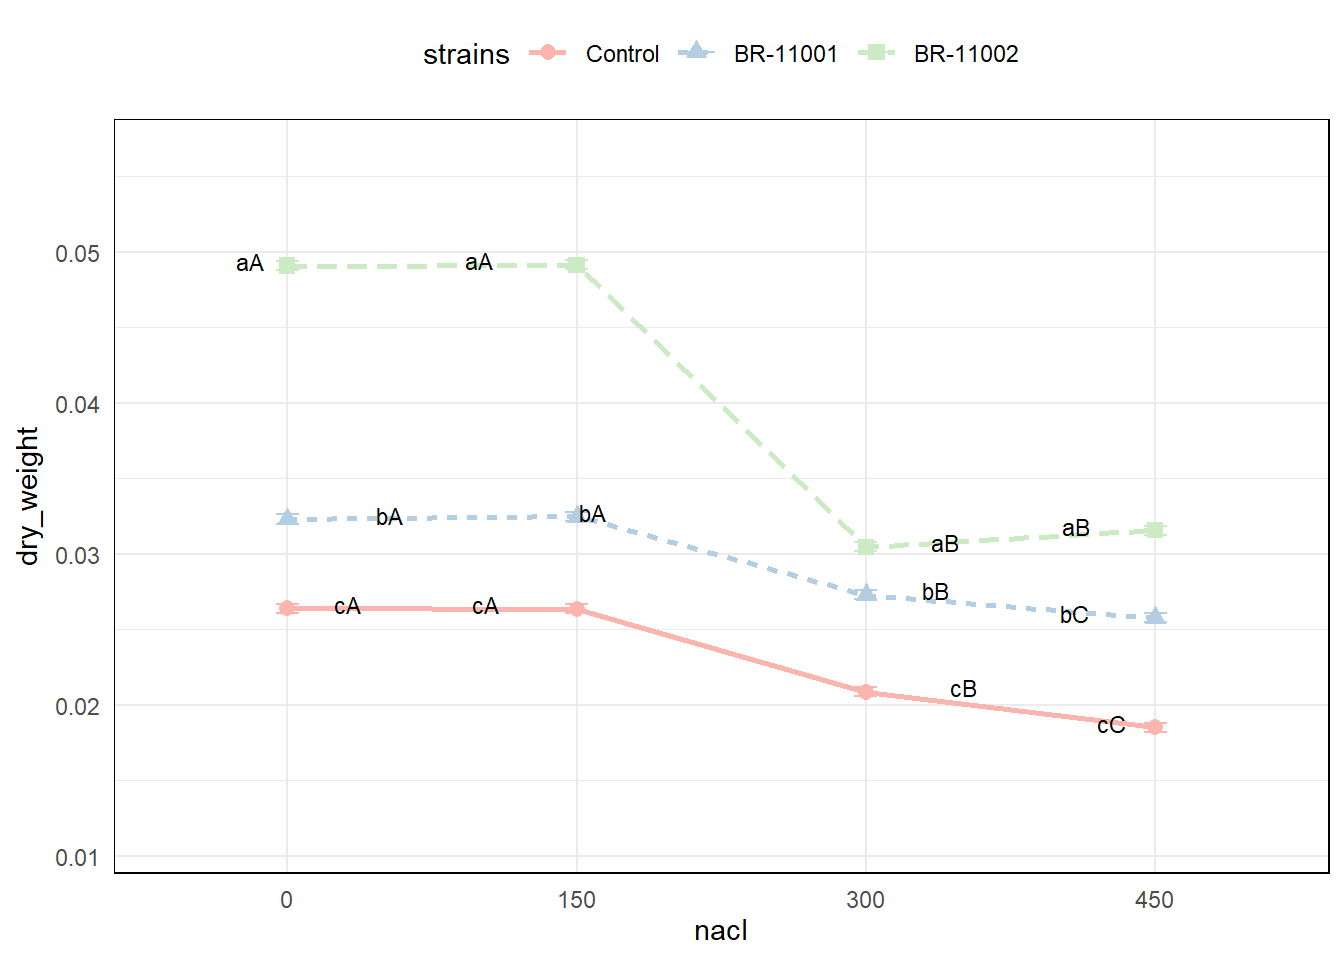 strains Control BR-11001 BR-11002
0.05
aA aA
0.04
bA bA
aB aB
0.03
bB bC
cA cA
cB
0.02
cC
0.01
0 150 300 450
nacl
dry_weight